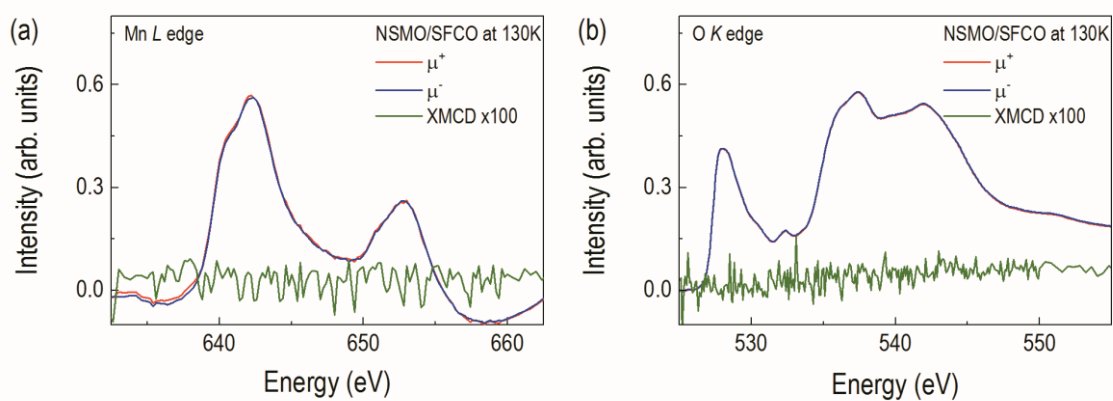 (a)
Mn L edge
NSMO/SFCO at 130K
μ⁺
μ⁻
XMCD x100
Intensity (arb. units)
0.6
0.3
0.0
640
650
660
Energy (eV)
(b)
O K edge
NSMO/SFCO at 130K
μ⁺
μ⁻
XMCD x100
Intensity (arb. units)
0.6
0.3
0.0
530
540
550
Energy (eV)